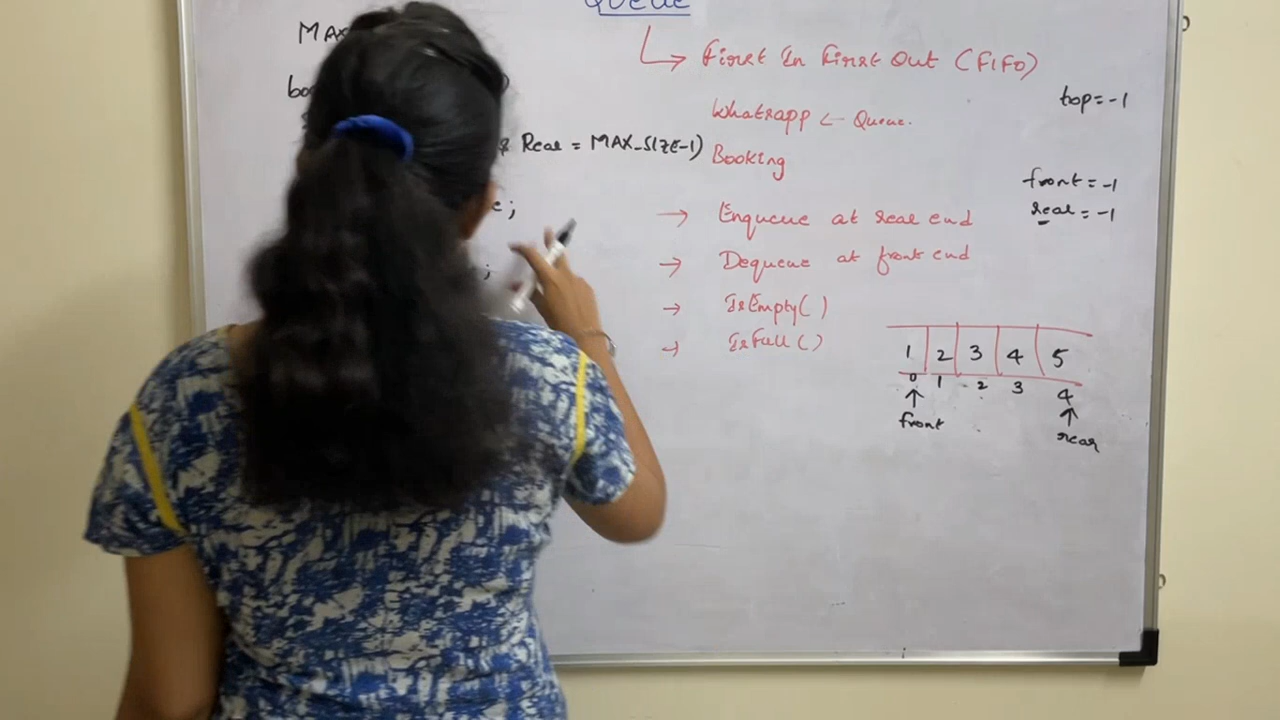 Queue
MAX
First In First Out (FIFO)
top = -1
Whatsapp <- Queue.
Rear = MAX_SIZE-1)
Booking
front = -1
rear = -1
-> Enqueue at rear end
-> Dequeue at front end
-> IsEmpty( )
-> IsFull ( )
1 2 3 4 5
0 1 2 3 4
front
rear